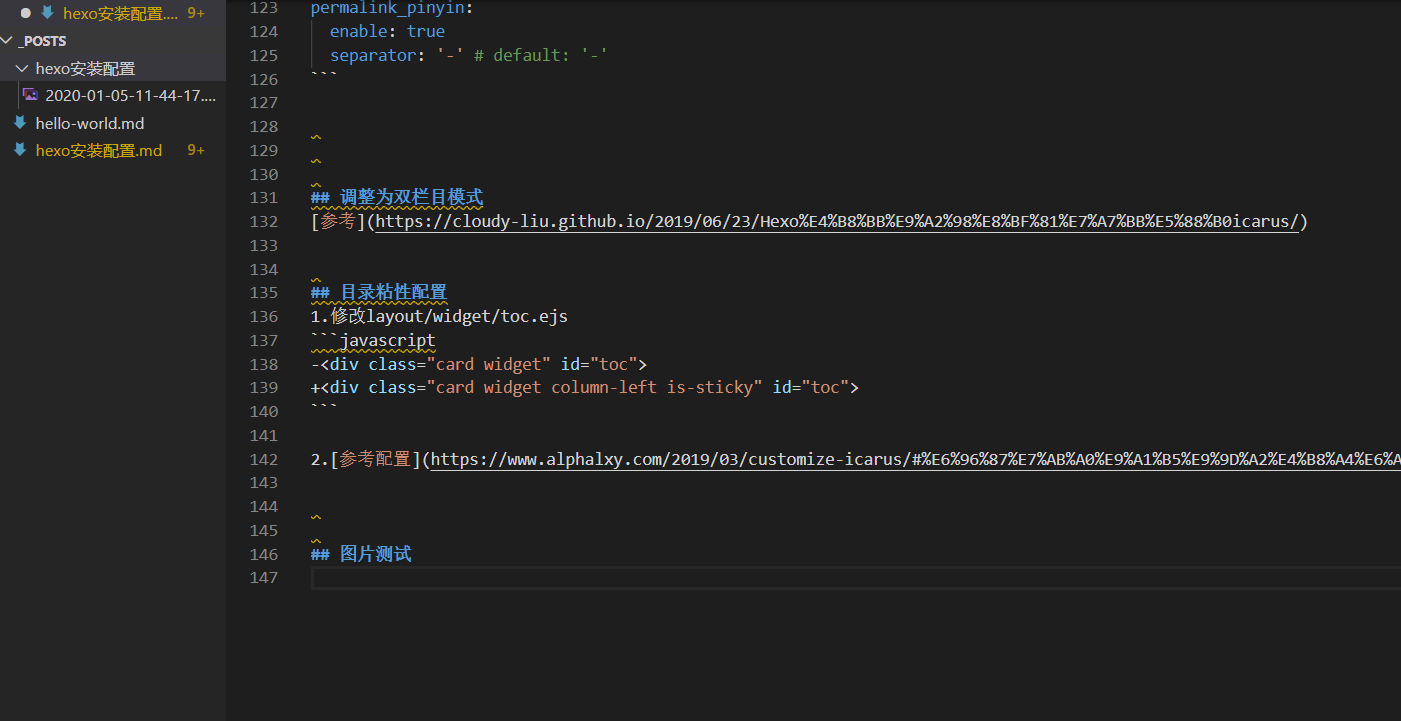 hexo安装配置.... 9+
_POSTS
hexo安装配置
2020-01-05-11-44-17....
hello-world.md
hexo安装配置.md 9+
123 permalink_pinyin:
124 enable: true
125 separator: '-' # default: '-'
126 ```
127
128
129
130
131 ## 调整为双栏目模式
132 [参考](https://cloudy-liu.github.io/2019/06/23/Hexo%E4%B8%BB%E9%A2%98%E8%BF%81%E7%A7%BB%E5%88%B0icarus/)
133
134
135 ## 目录粘性配置
136 1.修改layout/widget/toc.ejs
137 ```javascript
138 -<div class="card widget" id="toc">
139 +<div class="card widget column-left is-sticky" id="toc">
140 ```
141
142 2.[参考配置](https://www.alphalxy.com/2019/03/customize-icarus/#%E6%96%87%E7%AB%A0%E9%A1%B5%E9%9D%A2%E4%B8%A4%E6%A
143
144
145
146 ## 图片测试
147